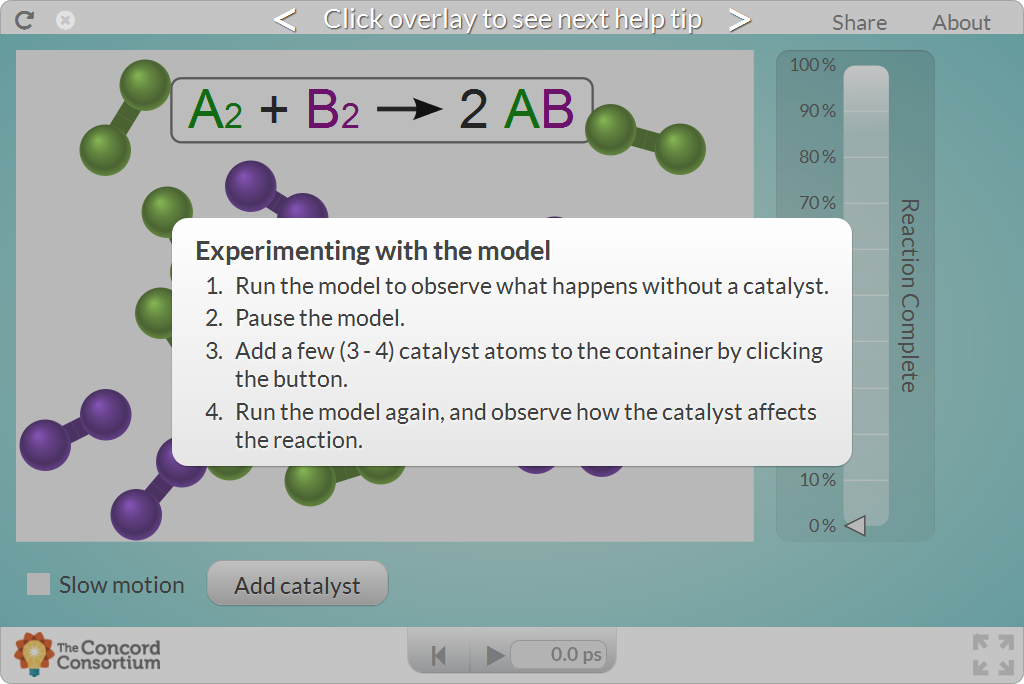 Click overlay to see next help tip
Share
About
A2 + B2 → 2 AB
100 %
90 %
80 %
70 %
Reaction Complete
Experimenting with the model
1. Run the model to observe what happens without a catalyst.
2. Pause the model.
3. Add a few (3 - 4) catalyst atoms to the container by clicking
the button.
4. Run the model again, and observe how the catalyst affects
the reaction.
10 %
0 %
Slow motion
Add catalyst
The Concord
Consortium
0.0 ps